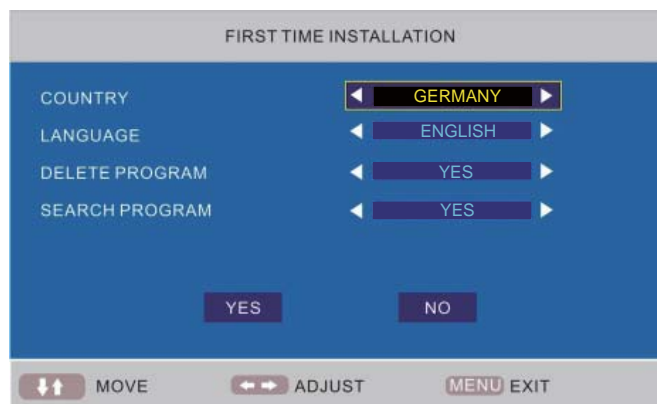 FIRST TIME INSTALLATION
COUNTRY GERMANY
LANGUAGE ENGLISH
DELETE PROGRAM YES
SEARCH PROGRAM YES
YES NO
MOVE ADJUST MENU EXIT